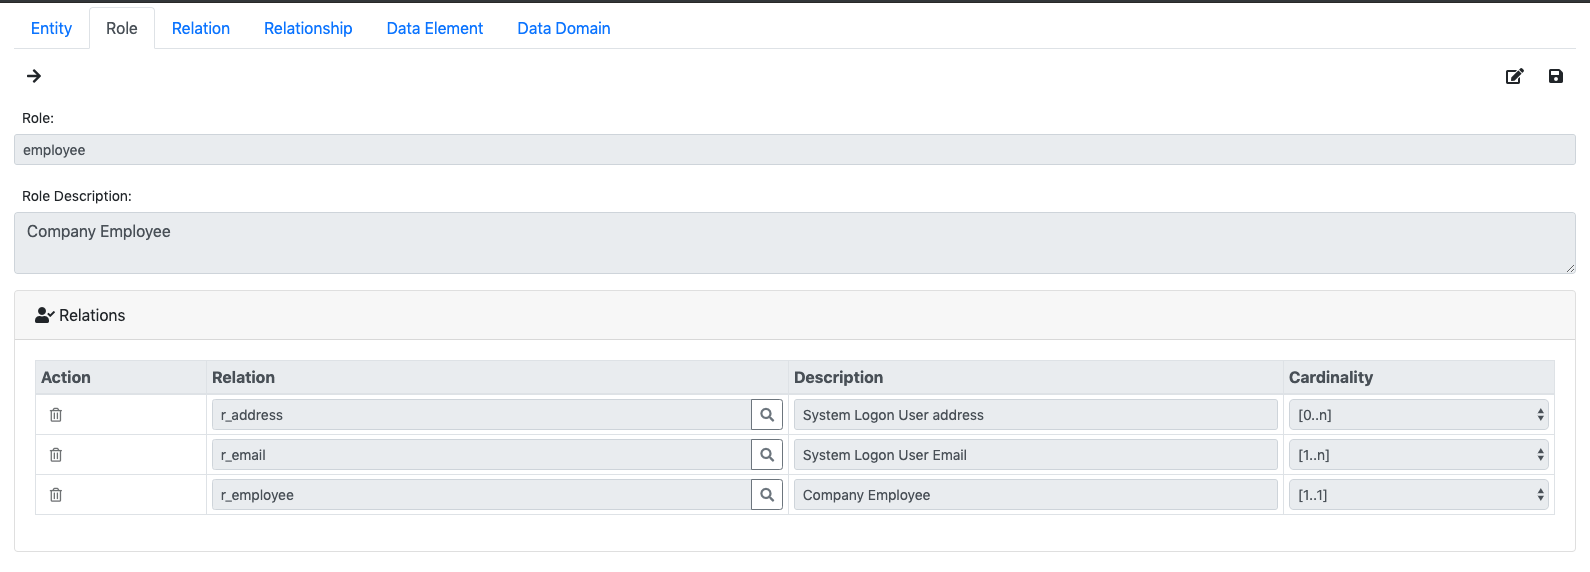 Entity Role Relation Relationship Data Element Data Domain
Role:
employee
Role Description:
Company Employee
Relations
Action Relation Description Cardinality
r_address System Logon User address [0..n]
r_email System Logon User Email [1..n]
r_employee Company Employee [1..1]